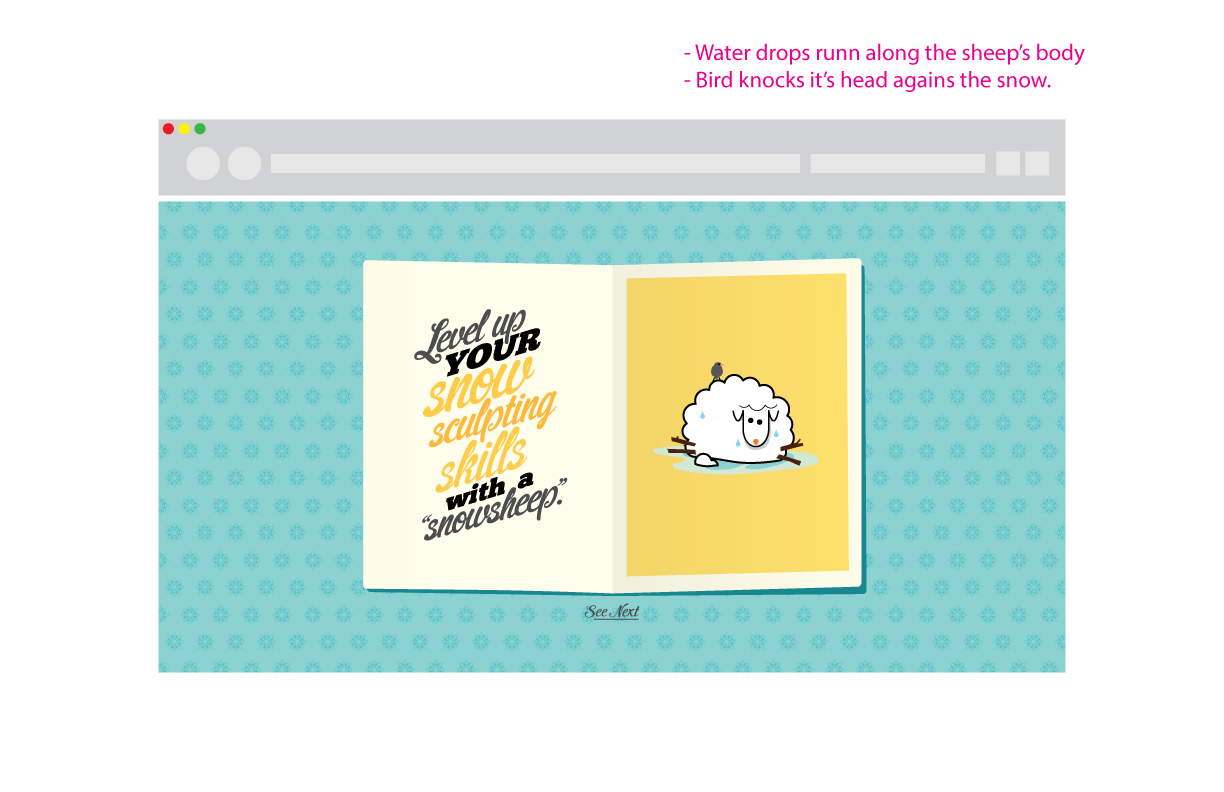 - Water drops runn along the sheep's body
- Bird knocks it's head agains the snow.
Level up
YOUR
snow
sculpting
skills
with a
“snowsheep.”
See Next